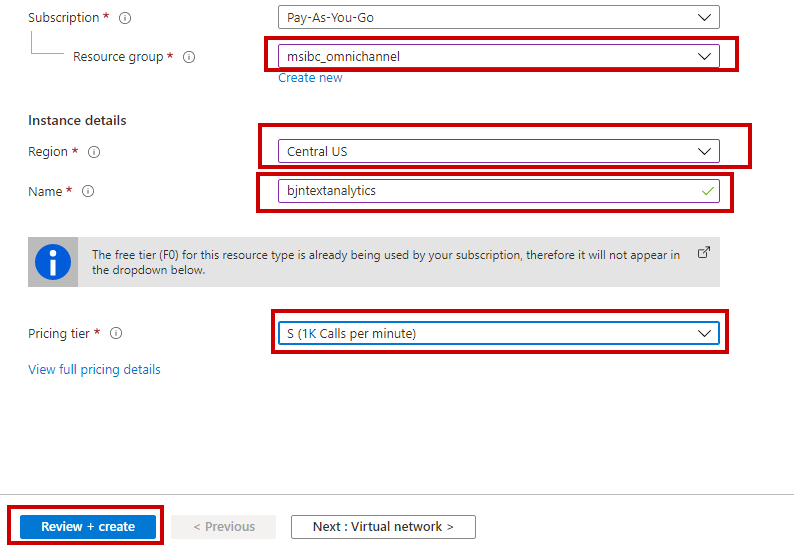 Subscription *
Pay-As-You-Go
Resource group *
msibc_omnichannel
Create new
Instance details
Region *
Central US
Name *
bjntextanalytics
The free tier (F0) for this resource type is already being used by your subscription, therefore it will not appear in
the dropdown below.
Pricing tier *
S (1K Calls per minute)
View full pricing details
Review + create
< Previous
Next : Virtual network >